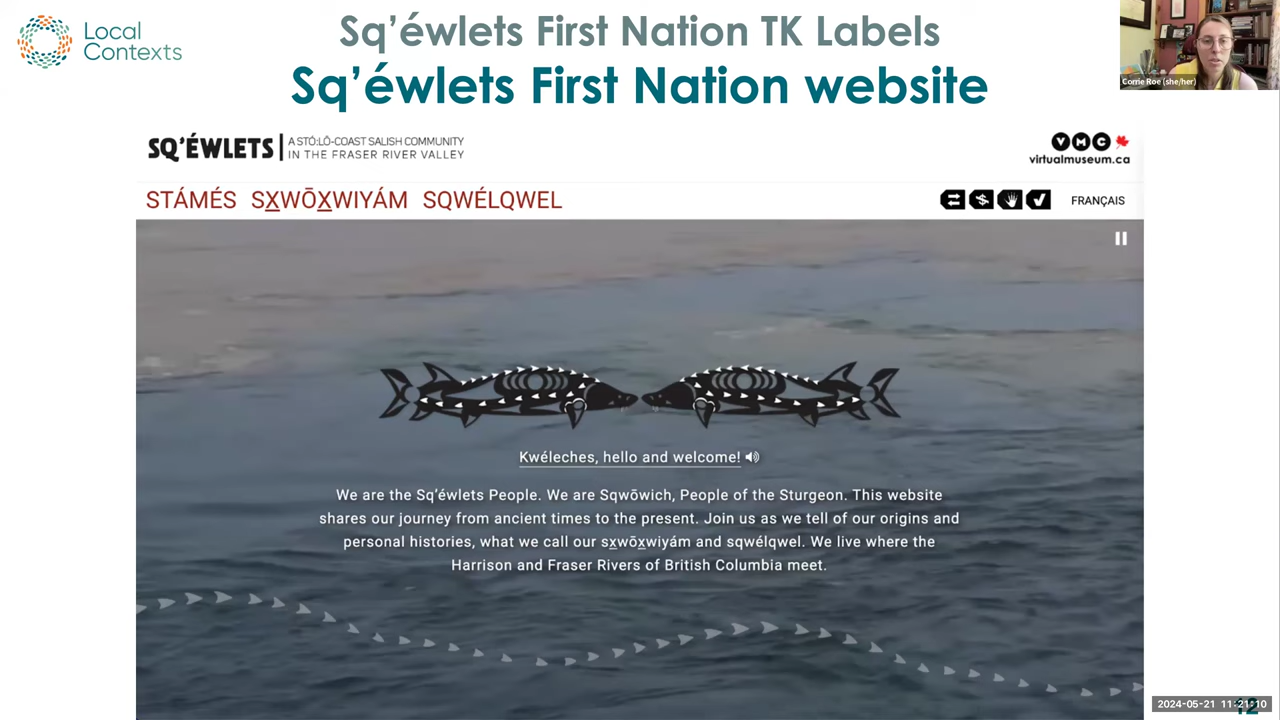 Local
Contexts
Sq’éwlets First Nation TK Labels
Sq’éwlets First Nation website
Corrie Roe (she/her)
SQ’ÉWLETS
A STÓ:LŌ-COAST SALISH COMMUNITY
IN THE FRASER RIVER VALLEY
VMC
virtualmuseum.ca
STÁMÉS SX̲WŌX̲WIYÁM SQWÉLQWEL
FRANÇAIS
Kwéleches, hello and welcome!
We are the Sq’éwlets People. We are Sqwōwich, People of the Sturgeon. This website
shares our journey from ancient times to the present. Join us as we tell of our origins and
personal histories, what we call our sx̲wōx̲wiyám and sqwélqwel. We live where the
Harrison and Fraser Rivers of British Columbia meet.
2024-05-21 11:21:10
12